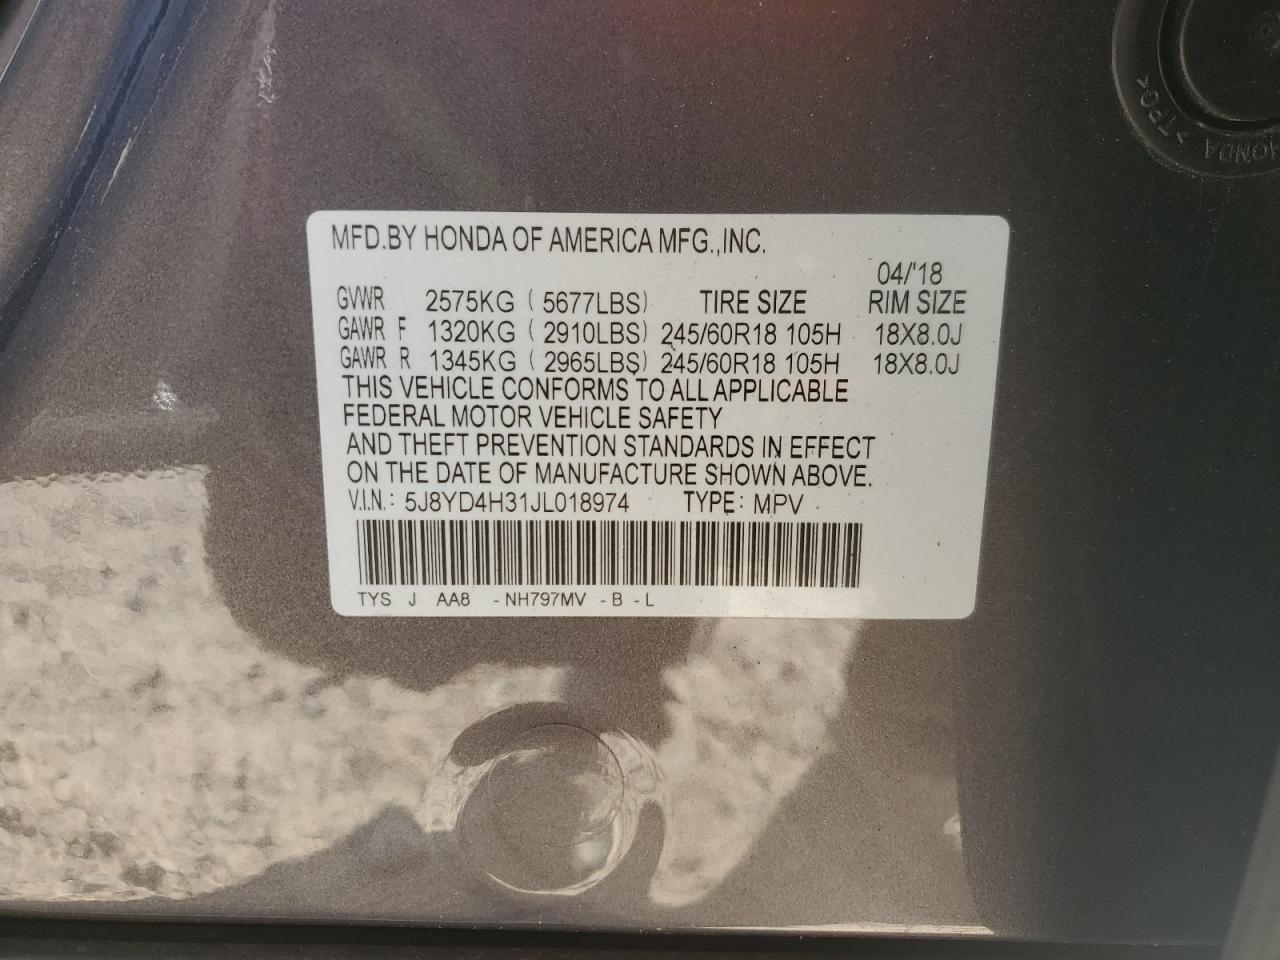 HONDA >TPO<
MFD.BY HONDA OF AMERICA MFG.,INC.
04/'18
GVWR 2575KG ( 5677LBS) TIRE SIZE RIM SIZE
GAWR F 1320KG ( 2910LBS) 245/60R18 105H 18X8.0J
GAWR R 1345KG ( 2965LBS) 245/60R18 105H 18X8.0J
THIS VEHICLE CONFORMS TO ALL APPLICABLE
FEDERAL MOTOR VEHICLE SAFETY
AND THEFT PREVENTION STANDARDS IN EFFECT
ON THE DATE OF MANUFACTURE SHOWN ABOVE.
V.I.N.: 5J8YD4H31JL018974 TYPE: MPV
TYS J AA8 -NH797MV -B -L